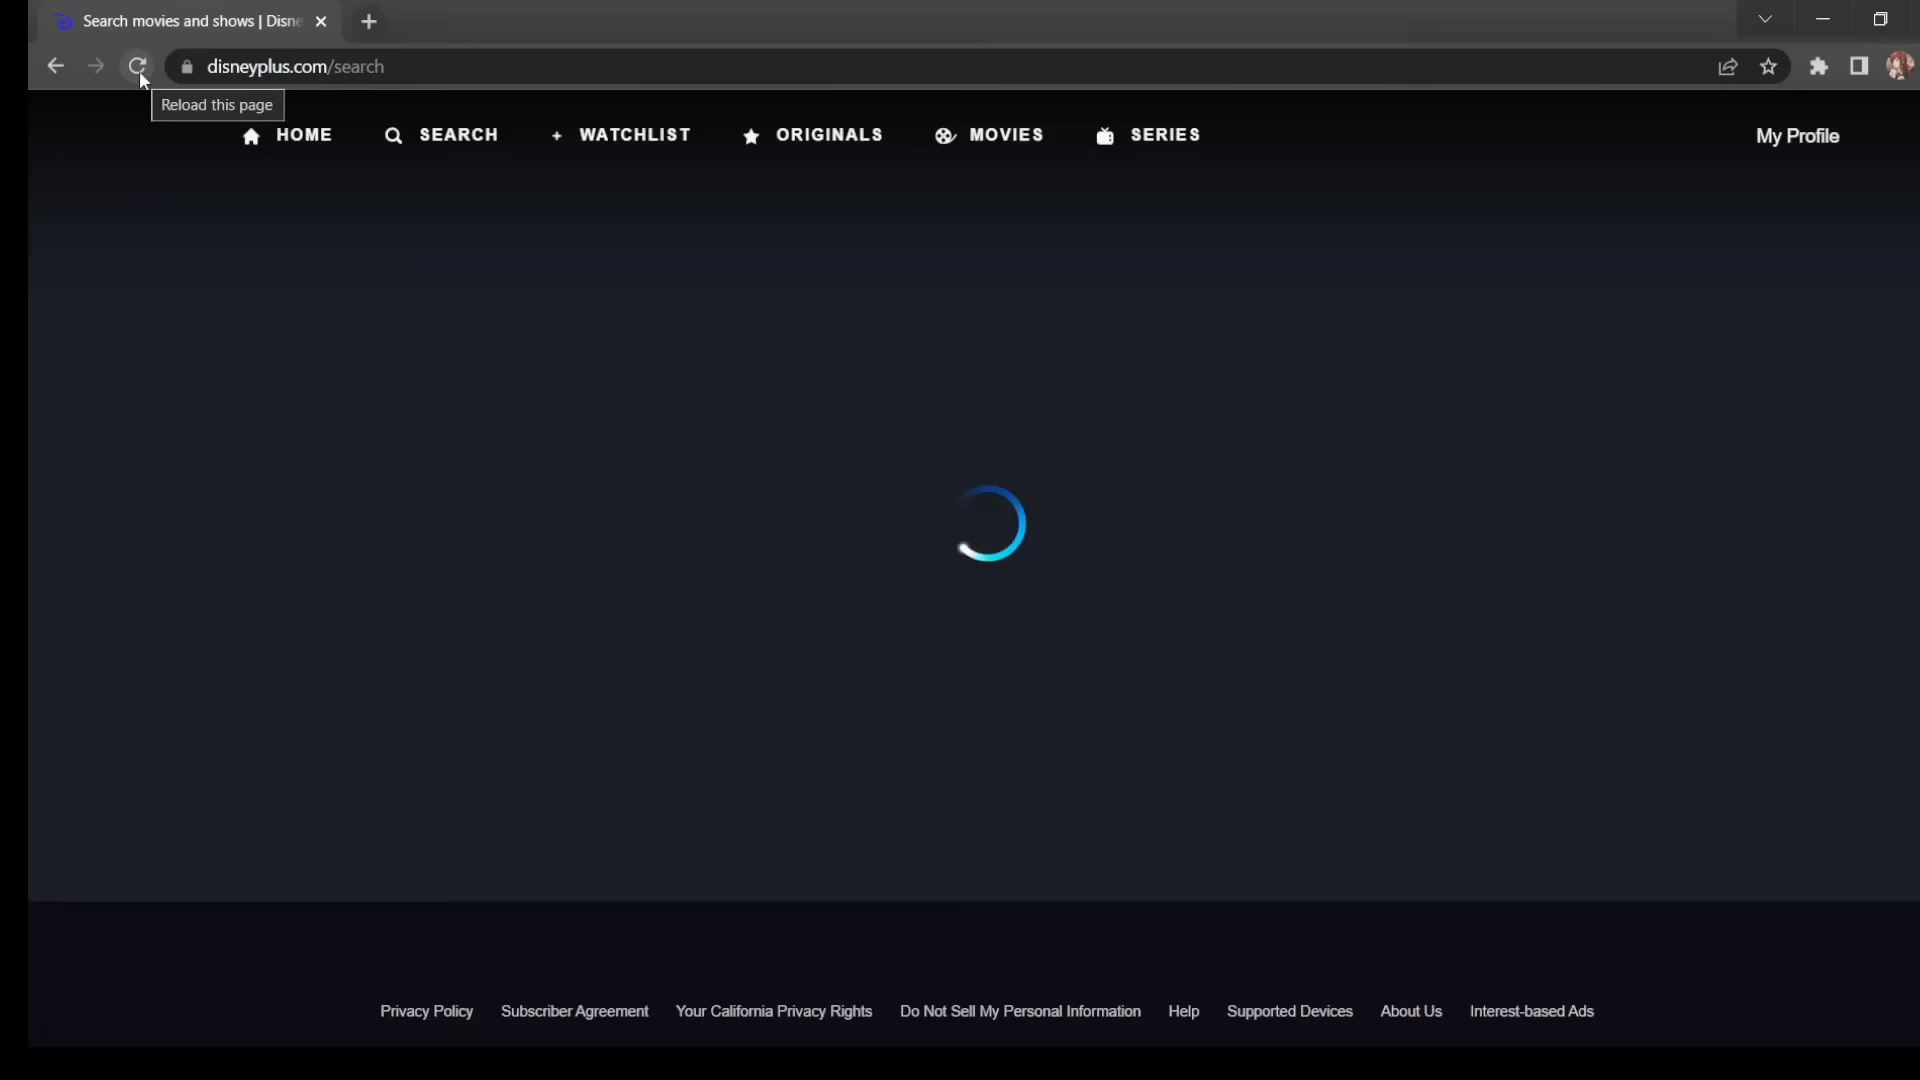 Search movies and shows | Disne
disneyplus.com/search
Reload this page
HOME SEARCH + WATCHLIST ORIGINALS MOVIES SERIES My Profile
Privacy Policy Subscriber Agreement Your California Privacy Rights Do Not Sell My Personal Information Help Supported Devices About Us Interest-based Ads